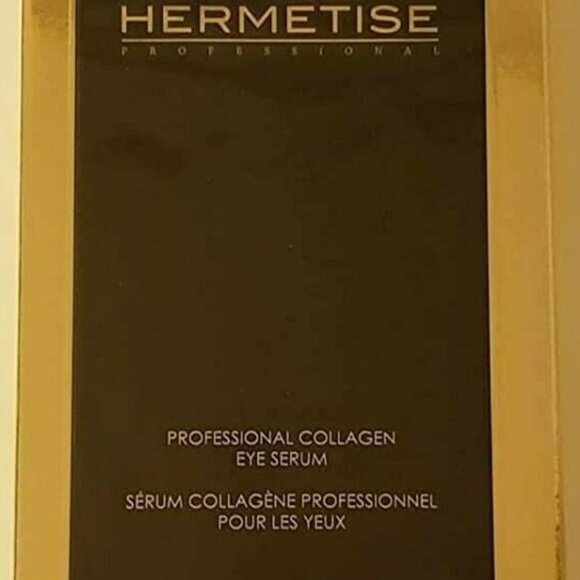 HERMETISE
PROFESSIONAL
PROFESSIONAL COLLAGEN
EYE SERUM
SÉRUM COLLAGÈNE PROFESSIONNEL
POUR LES YEUX